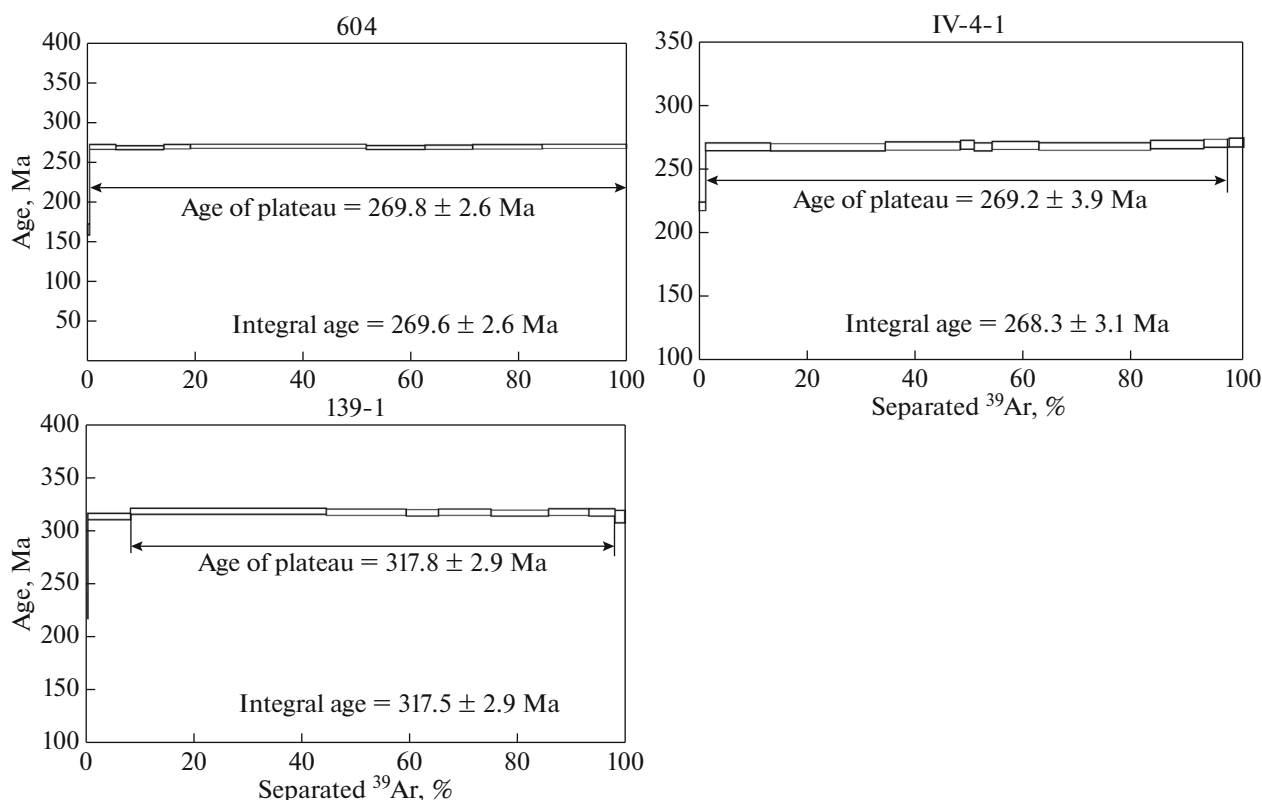 604
400
350
300
250
200
150
100
50
0 20 40 60 80 100
Age, Ma
Age of plateau = 269.8 ± 2.6 Ma
Integral age = 269.6 ± 2.6 Ma
IV-4-1
350
300
250
200
150
100
0 20 40 60 80 100
Age of plateau = 269.2 ± 3.9 Ma
Integral age = 268.3 ± 3.1 Ma
Separated ³⁹Ar, %
139-1
400
350
300
250
200
150
100
0 20 40 60 80 100
Age, Ma
Age of plateau = 317.8 ± 2.9 Ma
Integral age = 317.5 ± 2.9 Ma
Separated ³⁹Ar, %